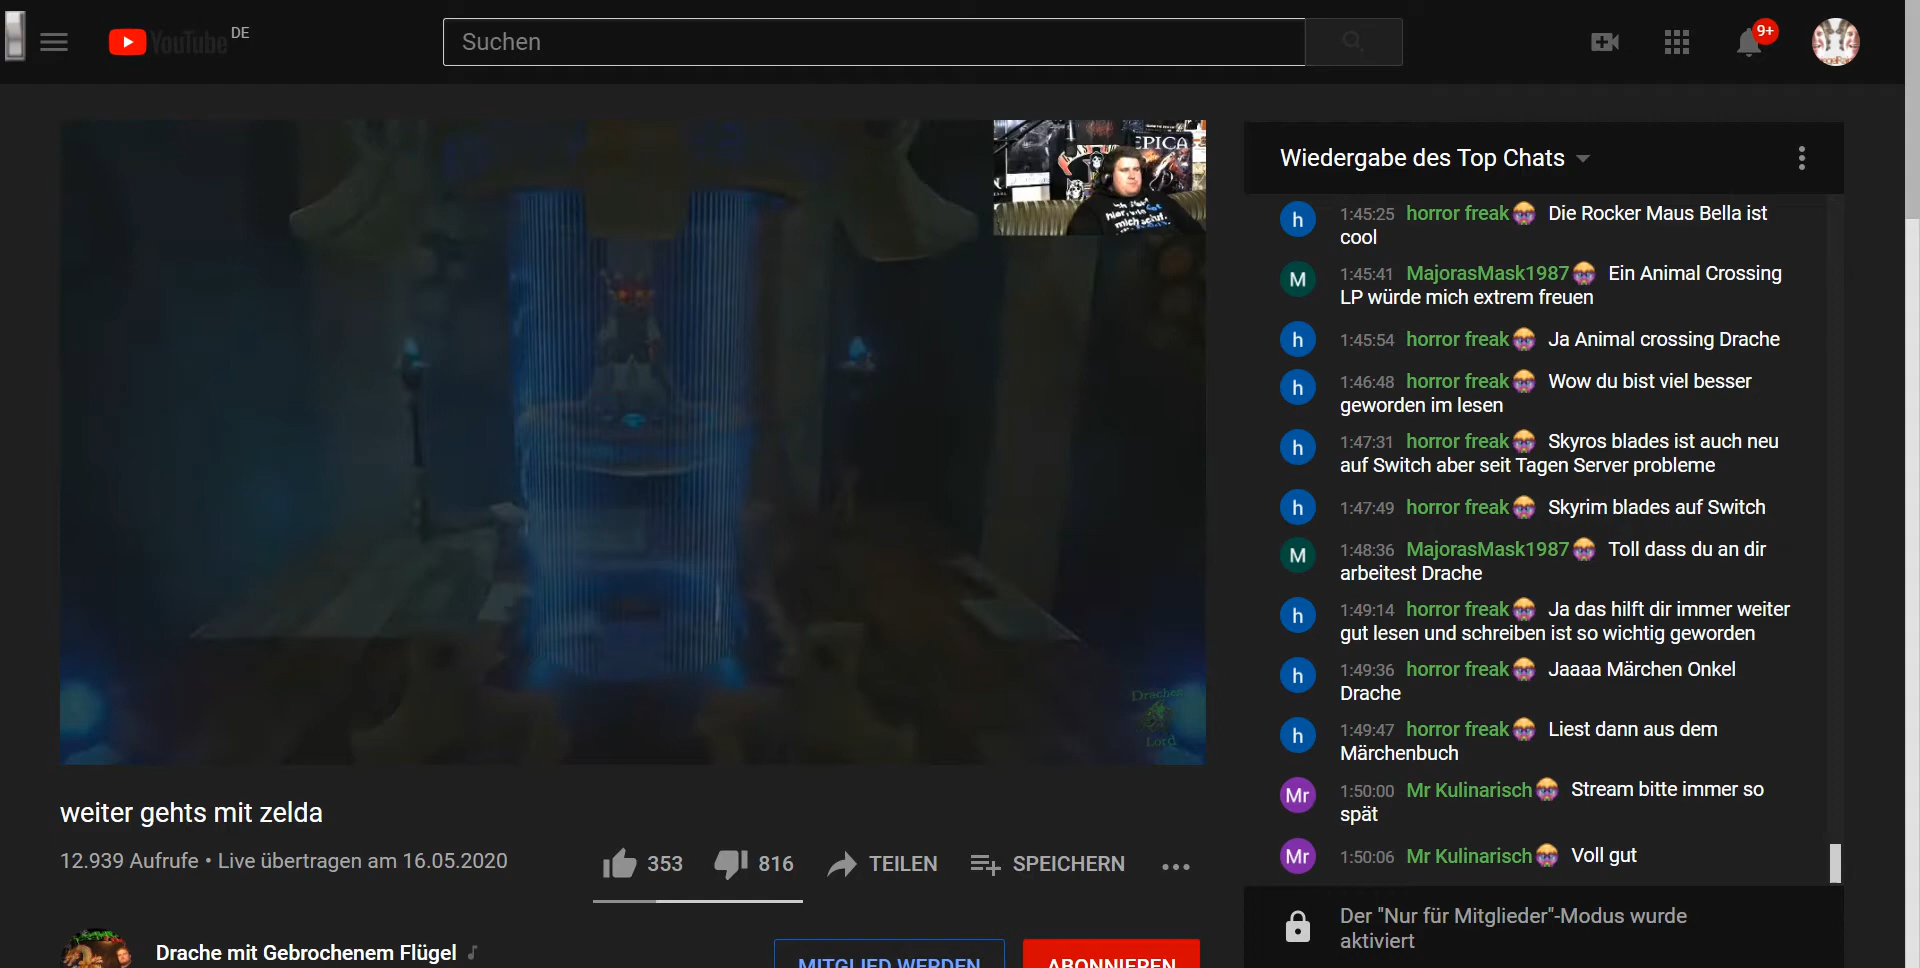 YouTube DE
Suchen
9+
EPICA
Drachen
Lord
weiter gehts mit zelda
12.939 Aufrufe • Live übertragen am 16.05.2020
353
816
TEILEN
SPEICHERN
Drache mit Gebrochenem Flügel
MITGLIED WERDEN
ABONNIEREN
Wiedergabe des Top Chats
h
1:45:25 horror freak Die Rocker Maus Bella ist
cool
M
1:45:41 MajorasMask1987 Ein Animal Crossing
LP würde mich extrem freuen
h
1:45:54 horror freak Ja Animal crossing Drache
h
1:46:48 horror freak Wow du bist viel besser
geworden im lesen
h
1:47:31 horror freak Skyros blades ist auch neu
auf Switch aber seit Tagen Server probleme
h
1:47:49 horror freak Skyrim blades auf Switch
M
1:48:36 MajorasMask1987 Toll dass du an dir
arbeitest Drache
h
1:49:14 horror freak Ja das hilft dir immer weiter
gut lesen und schreiben ist so wichtig geworden
h
1:49:36 horror freak Jaaaa Märchen Onkel
Drache
h
1:49:47 horror freak Liest dann aus dem
Märchenbuch
Mr
1:50:00 Mr Kulinarisch Stream bitte immer so
spät
Mr
1:50:06 Mr Kulinarisch Voll gut
Der "Nur für Mitglieder"-Modus wurde
aktiviert